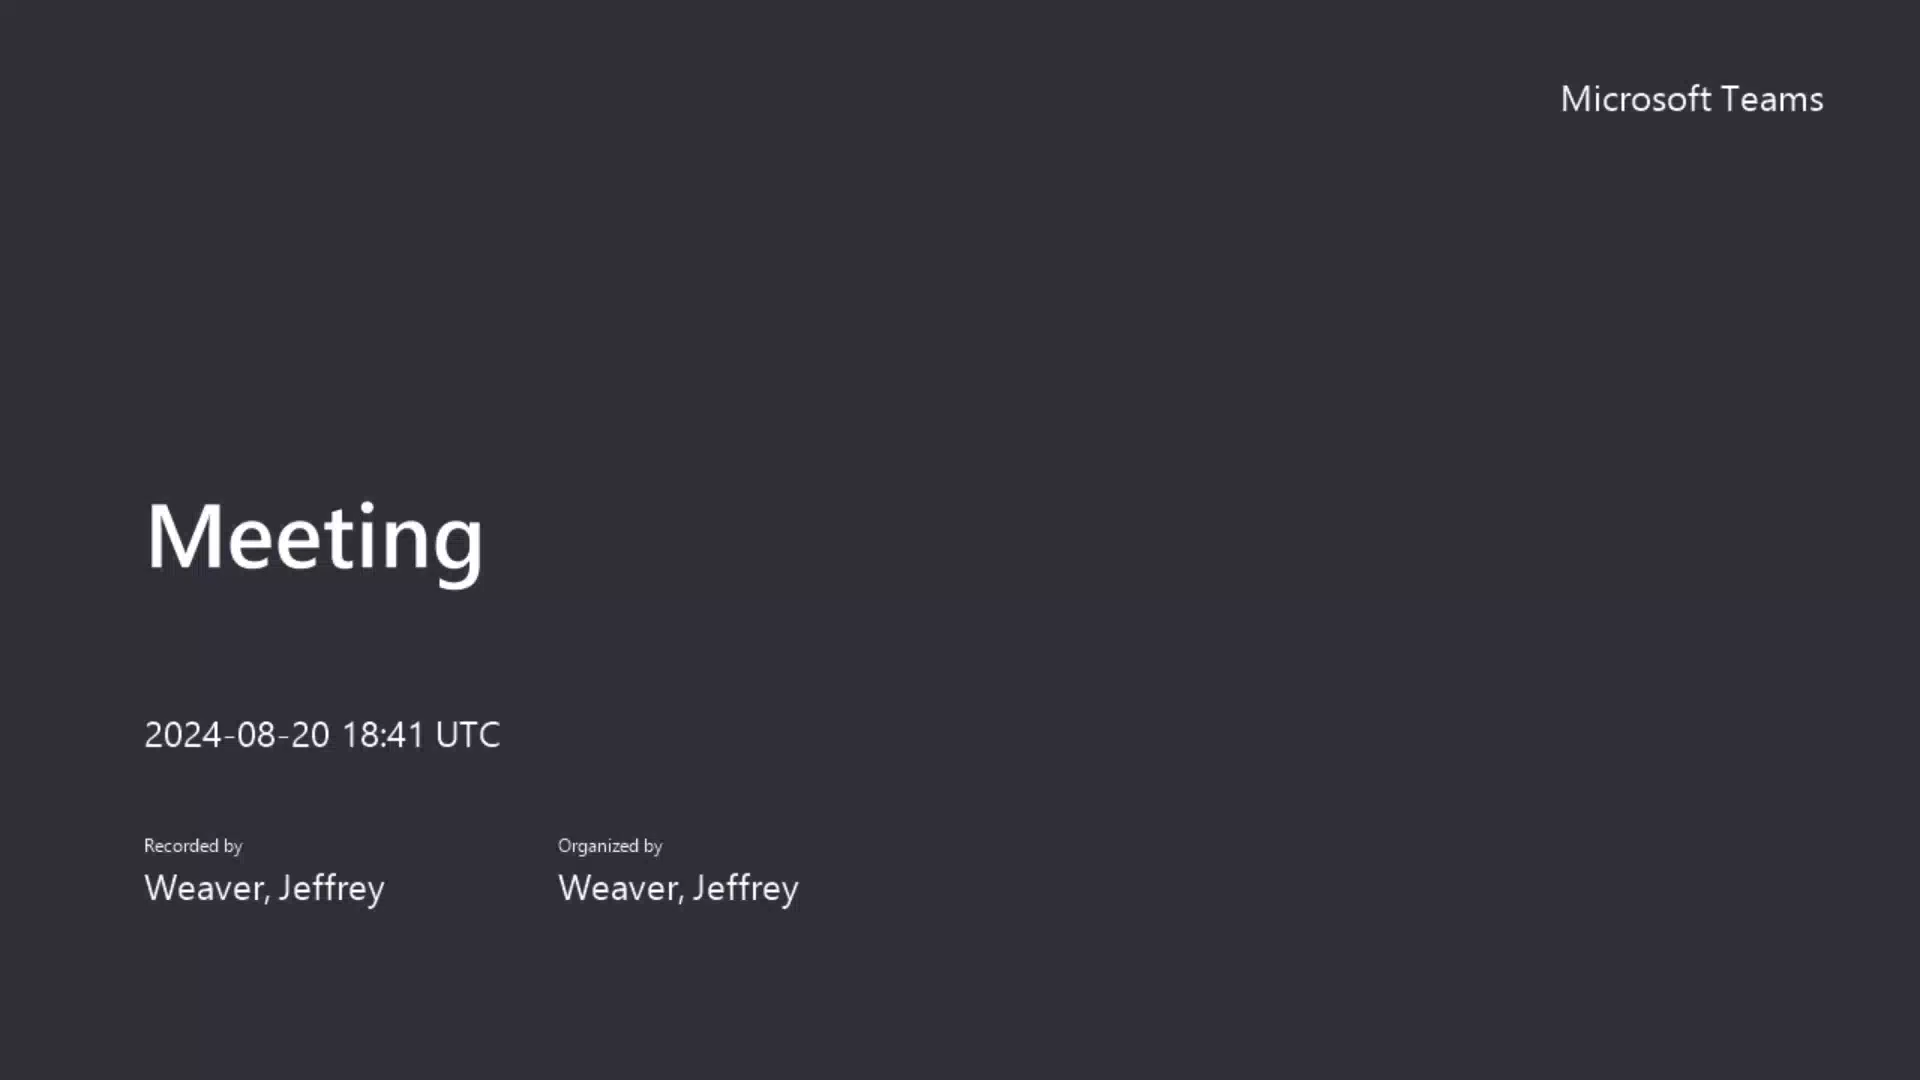 Microsoft Teams
Meeting
2024-08-20 18:41 UTC
Recorded by
Weaver, Jeffrey
Organized by
Weaver, Jeffrey